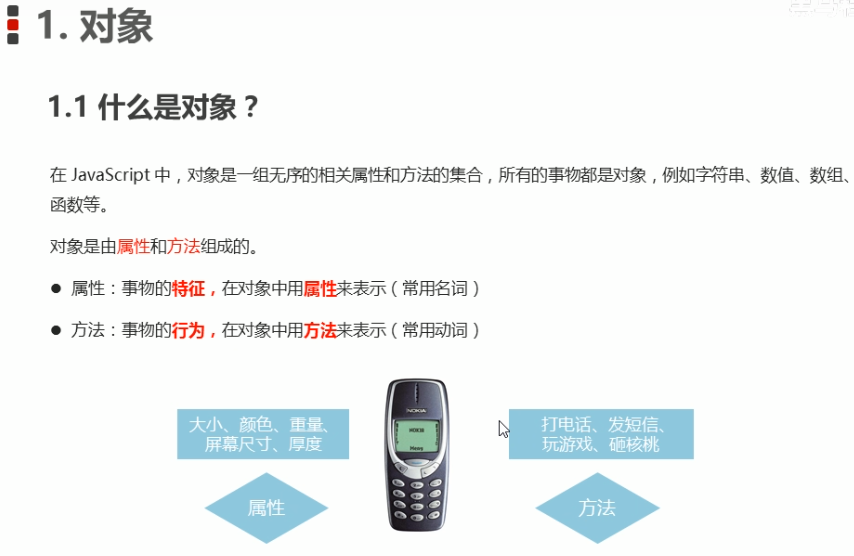 1. 对象
1.1 什么是对象？
在 JavaScript 中，对象是一组无序的相关属性和方法的集合，所有的事物都是对象，例如字符串、数值、数组、
函数等。
对象是由属性和方法组成的。
● 属性：事物的特征，在对象中用属性来表示（常用名词）
● 方法：事物的行为，在对象中用方法来表示（常用动词）
NOKIA
Menu
大小、颜色、重量、
屏幕尺寸、厚度
打电话、发短信、
玩游戏、砸核桃
属性
方法